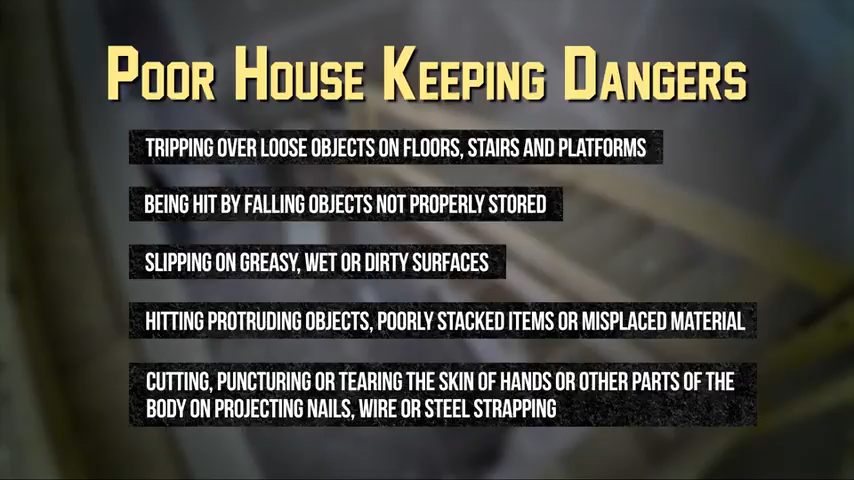 Poor House Keeping Dangers
TRIPPING OVER LOOSE OBJECTS ON FLOORS, STAIRS AND PLATFORMS
BEING HIT BY FALLING OBJECTS NOT PROPERLY STORED
SLIPPING ON GREASY, WET OR DIRTY SURFACES
HITTING PROTRUDING OBJECTS, POORLY STACKED ITEMS OR MISPLACED MATERIAL
CUTTING, PUNCTURING OR TEARING THE SKIN OF HANDS OR OTHER PARTS OF THE
BODY ON PROJECTING NAILS, WIRE OR STEEL STRAPPING